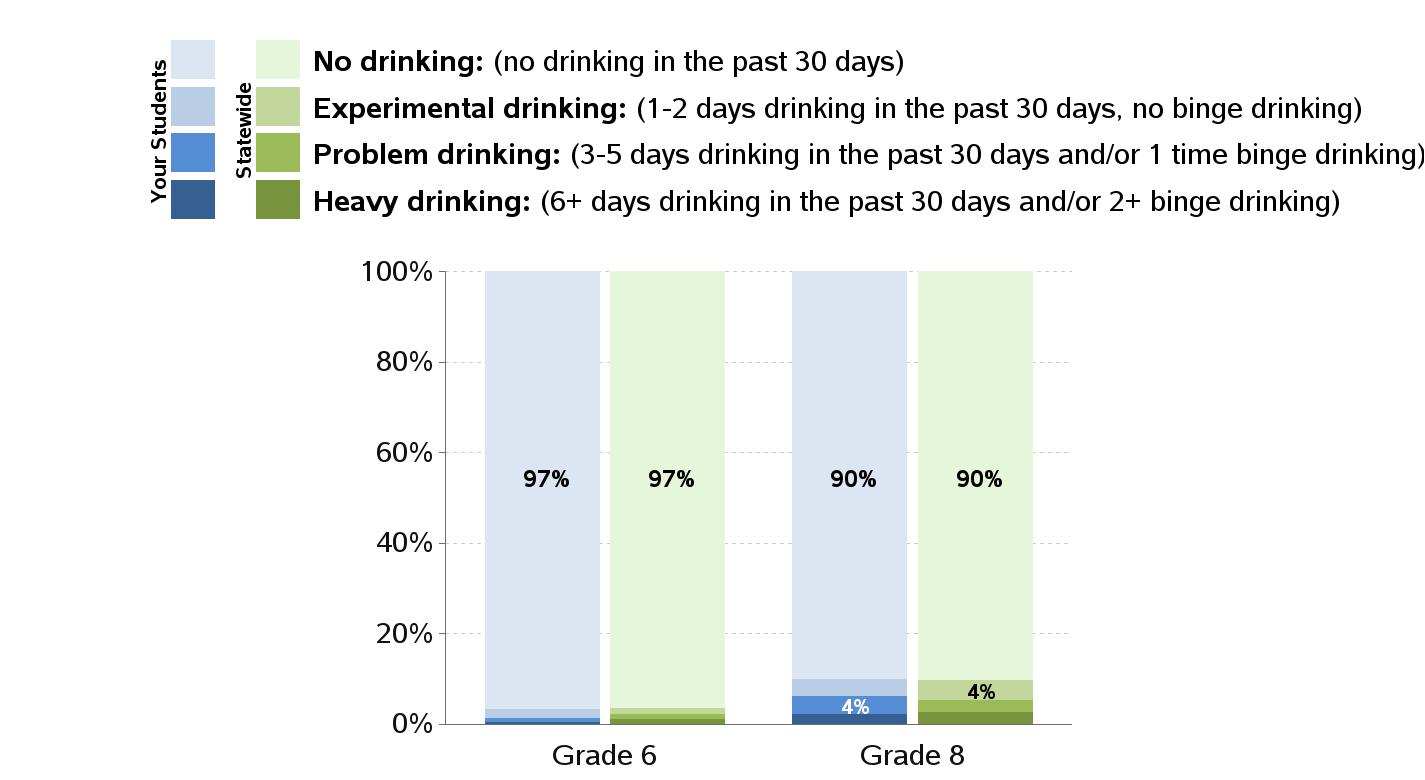 Your Students
Statewide
No drinking: (no drinking in the past 30 days)
Experimental drinking: (1-2 days drinking in the past 30 days, no binge drinking)
Problem drinking: (3-5 days drinking in the past 30 days and/or 1 time binge drinking)
Heavy drinking: (6+ days drinking in the past 30 days and/or 2+ binge drinking)
100%
80%
60%
97% 97% 90% 90%
40%
20%
4% 4%
0%
Grade 6 Grade 8